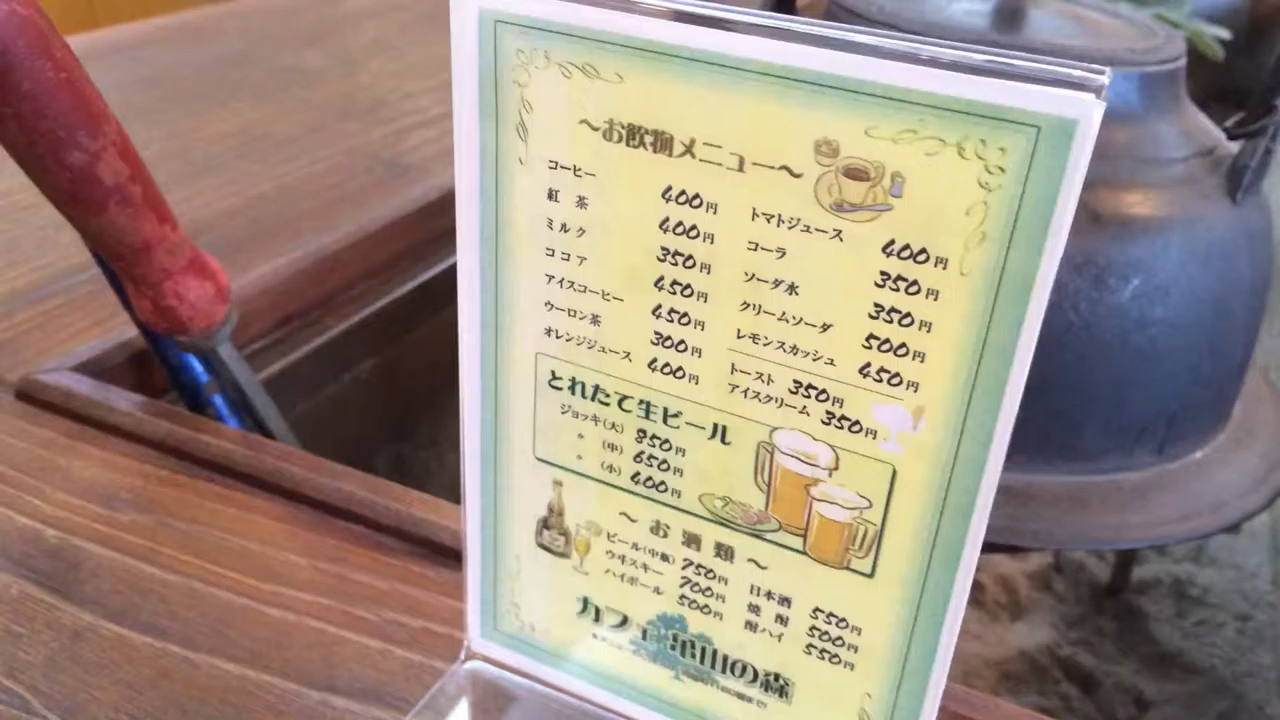 〜お飲物メニュー〜
コーヒー 400円
紅茶 400円
ミルク 350円
ココア 450円
アイスコーヒー 450円
ウーロン茶 300円
オレンジジュース 400円
トマトジュース 400円
コーラ 350円
ソーダ水 350円
クリームソーダ 500円
レモンスカッシュ 450円
トースト 350円
アイスクリーム 350円
とれたて生ビール
ジョッキ(大) 850円
〃 (中) 650円
〃 (小) 400円
〜お酒類〜
ビール(中瓶) 750円
ウヰスキー 700円
ハイボール 500円
日本酒 550円
焼酎 500円
酎ハイ 550円
カフェ亀山の森